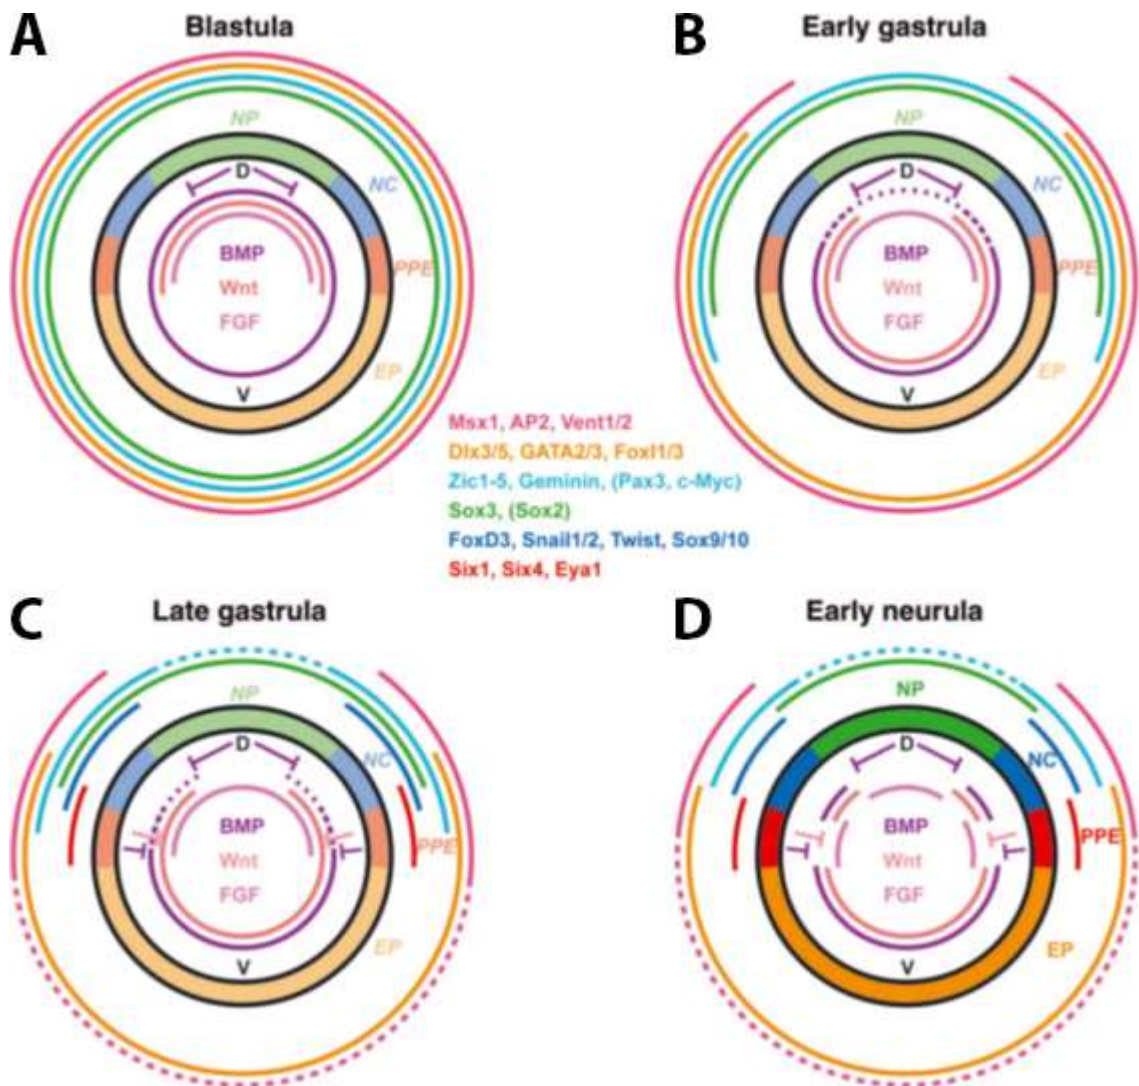 A
Blastula
NP
D
NC
BMP
Wnt
FGF
PPE
EP
V
B
Early gastrula
NP
D
NC
BMP
Wnt
FGF
PPE
EP
V
Msx1, AP2, Vent1/2
Dlx3/5, GATA2/3, FoxI1/3
Zic1-5, Geminin, (Pax3, c-Myc)
Sox3, (Sox2)
FoxD3, Snail1/2, Twist, Sox9/10
Six1, Six4, Eya1
C
Late gastrula
NP
D
NC
BMP
Wnt
FGF
PPE
EP
V
D
Early neurula
NP
D
NC
BMP
Wnt
FGF
PPE
EP
V